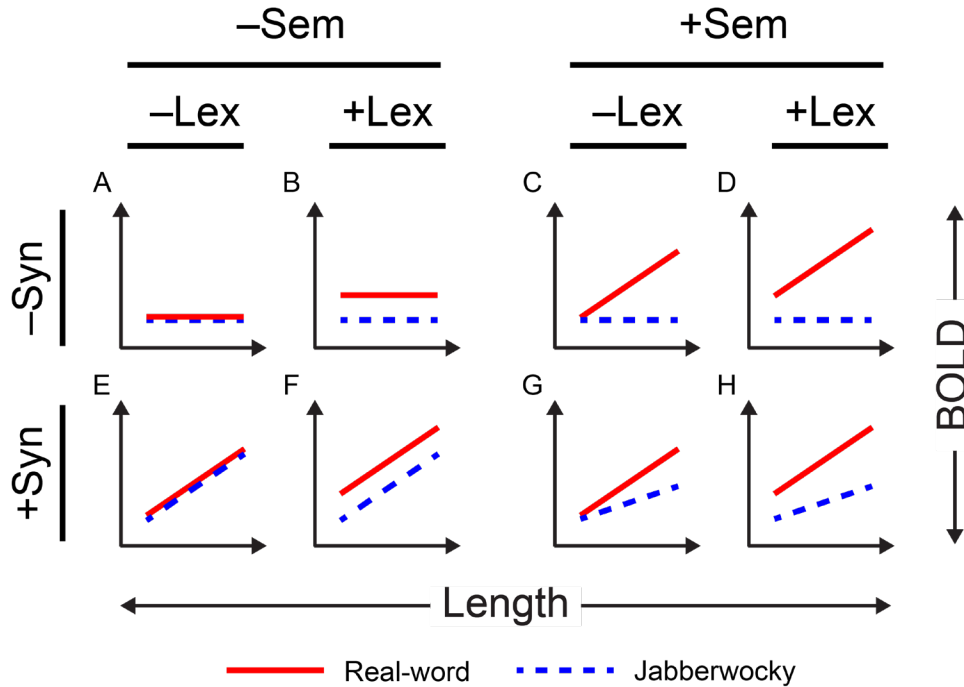 –Sem +Sem
–Lex +Lex –Lex +Lex
A B C D
–Syn
E F G H
+Syn
BOLD
Length
Real-word Jabberwocky